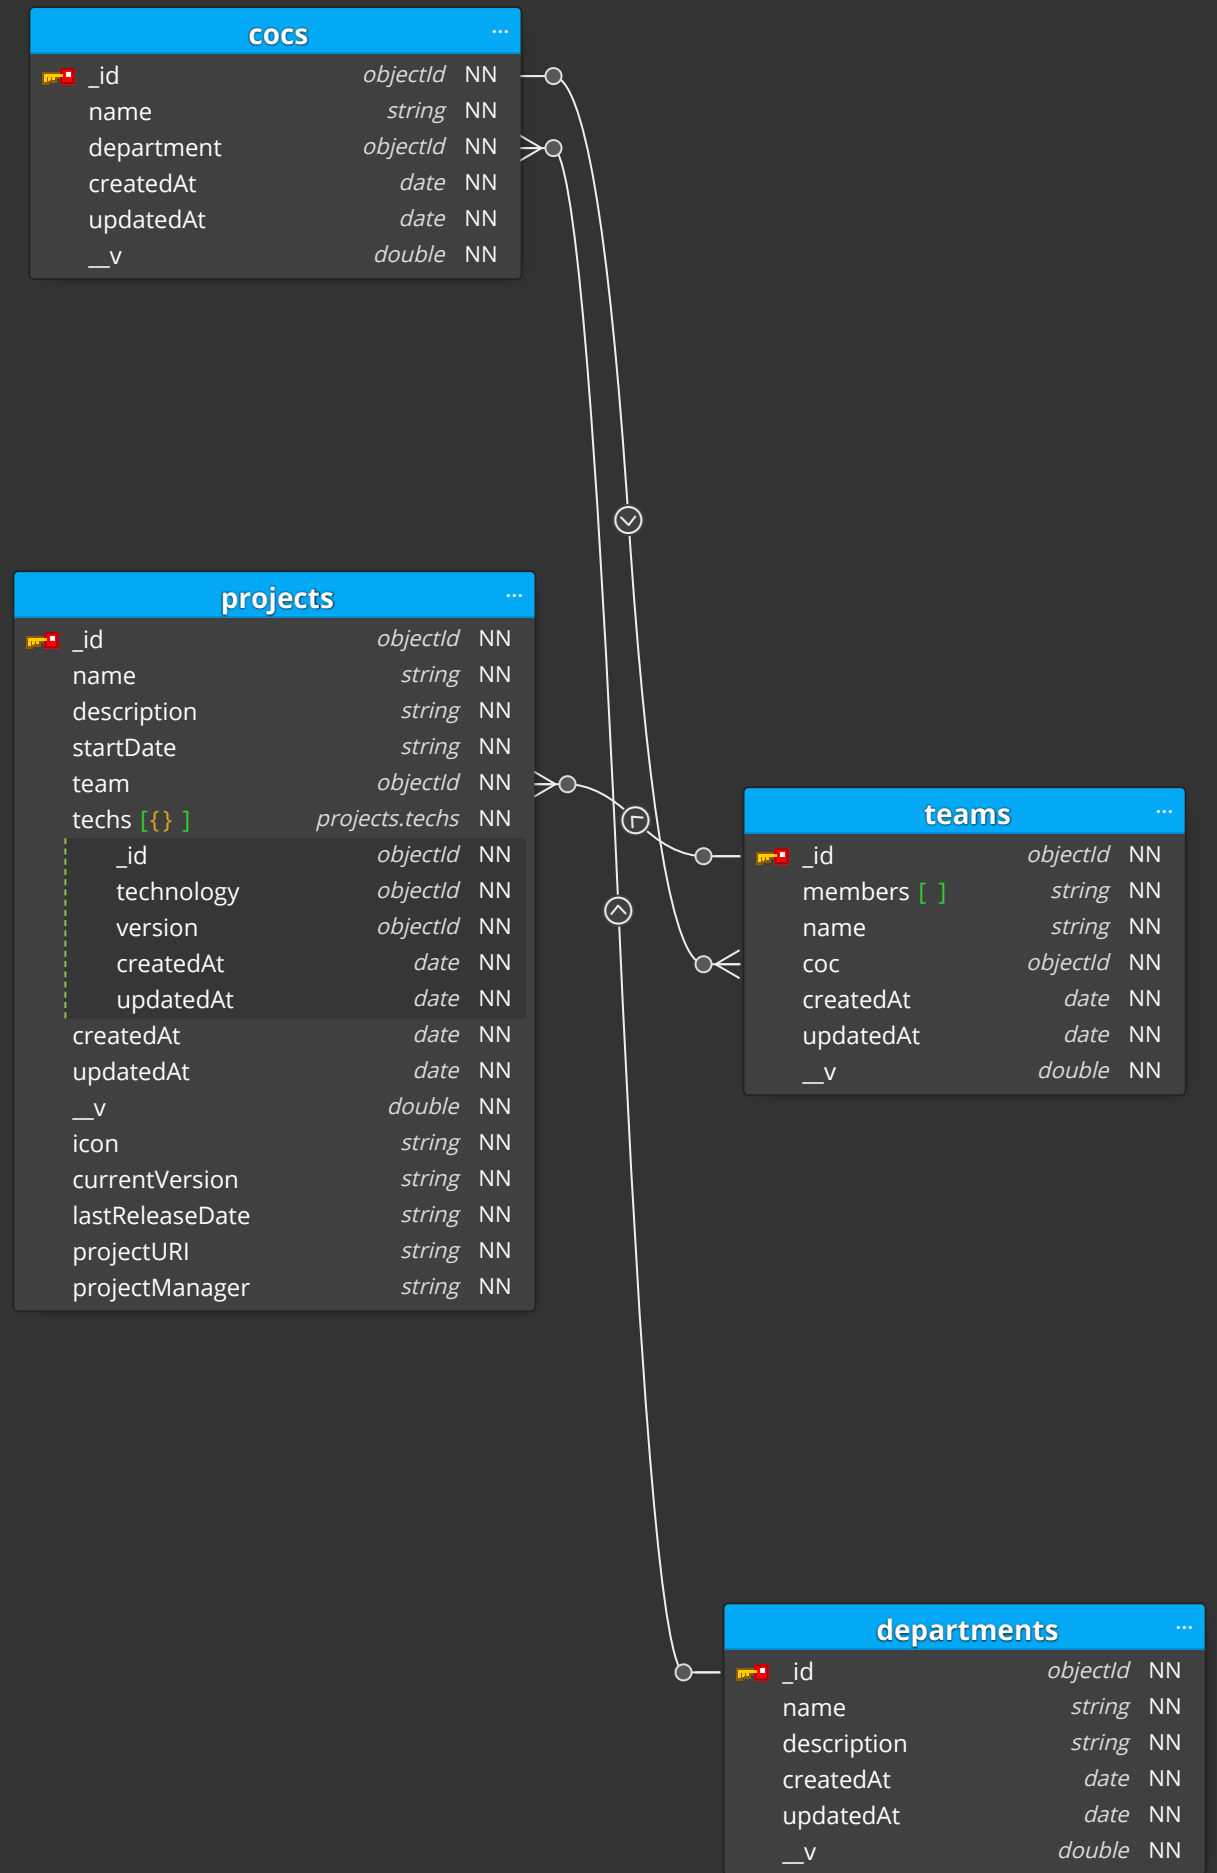 cocs ...
_id objectId NN
name string NN
department objectId NN
createdAt date NN
updatedAt date NN
__v double NN
projects ...
_id objectId NN
name string NN
description string NN
startDate string NN
team objectId NN
techs [{} ] projects.techs NN
_id objectId NN
technology objectId NN
version objectId NN
createdAt date NN
updatedAt date NN
createdAt date NN
updatedAt date NN
__v double NN
icon string NN
currentVersion string NN
lastReleaseDate string NN
projectURI string NN
projectManager string NN
teams ...
_id objectId NN
members [ ] string NN
name string NN
coc objectId NN
createdAt date NN
updatedAt date NN
__v double NN
departments ...
_id objectId NN
name string NN
description string NN
createdAt date NN
updatedAt date NN
__v double NN